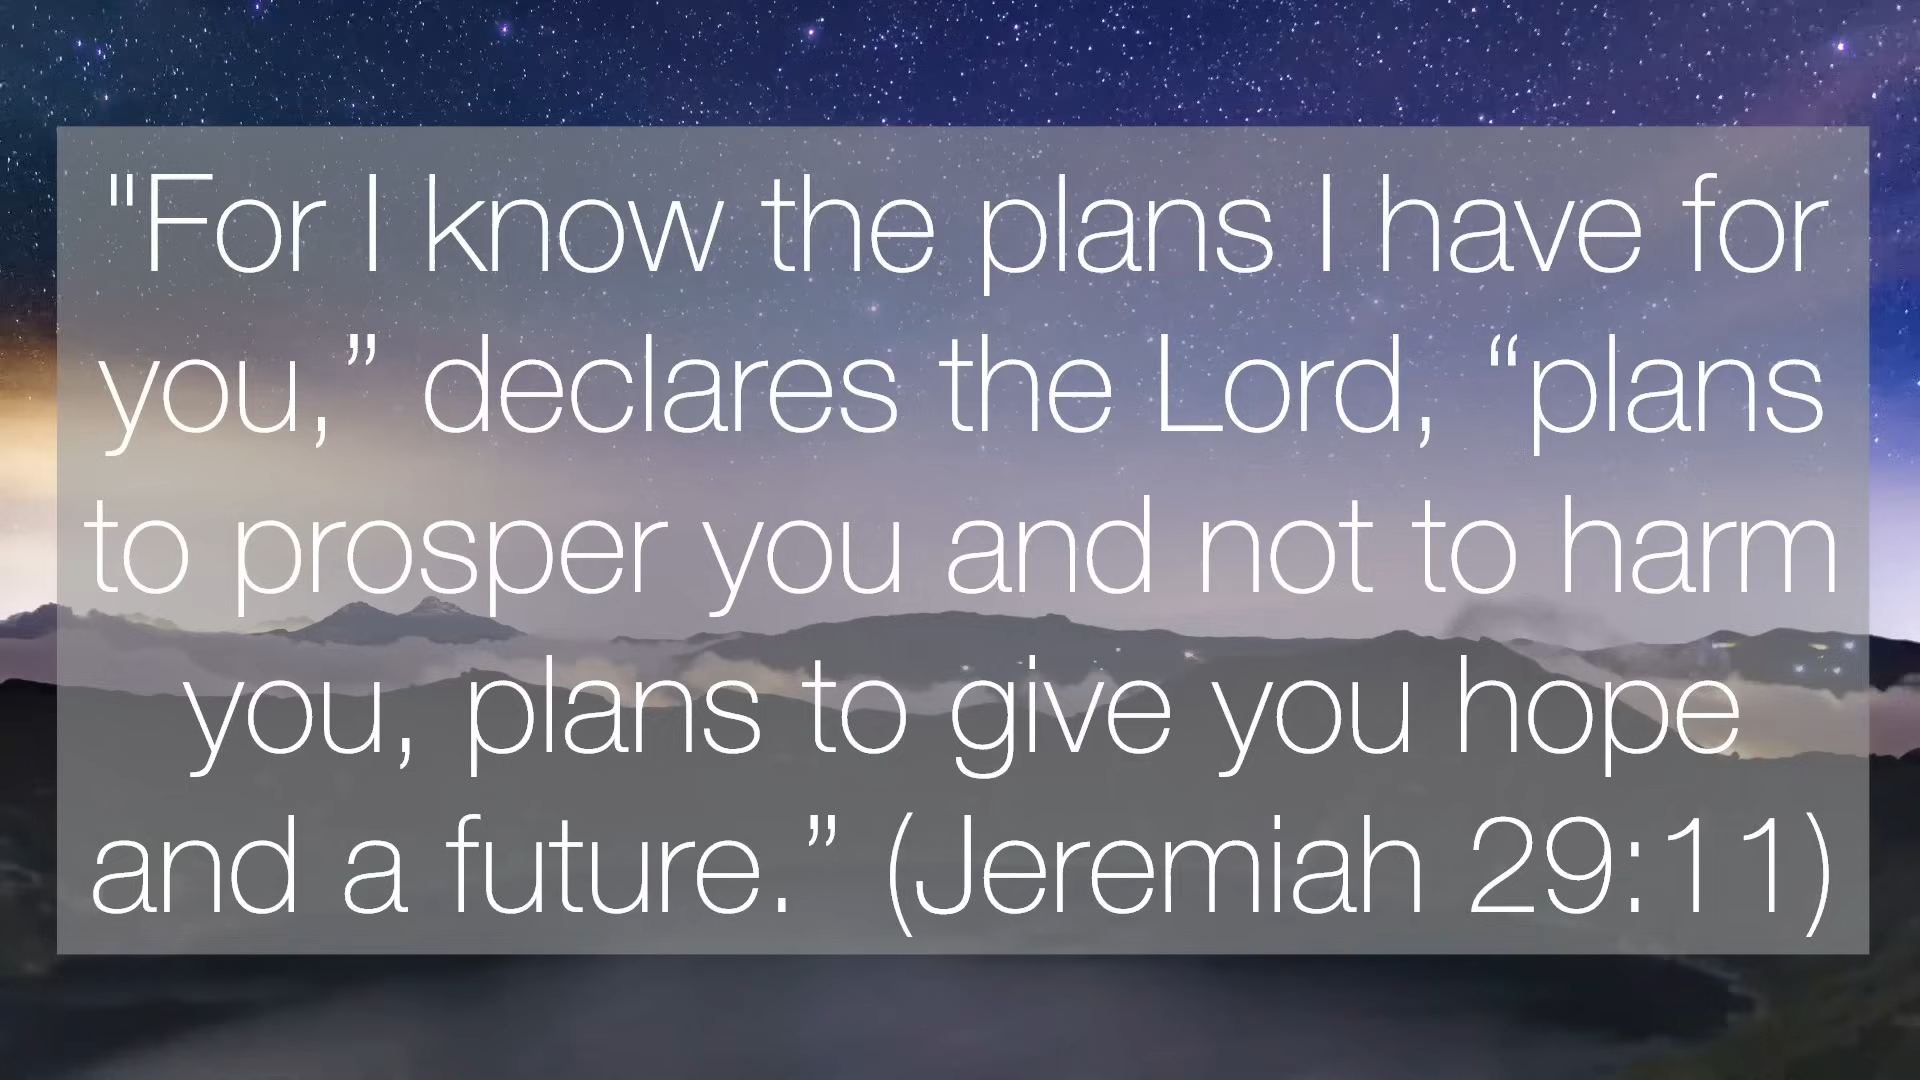 "For I know the plans I have for
you,” declares the Lord, “plans
to prosper you and not to harm
you, plans to give you hope
and a future.” (Jeremiah 29:11)